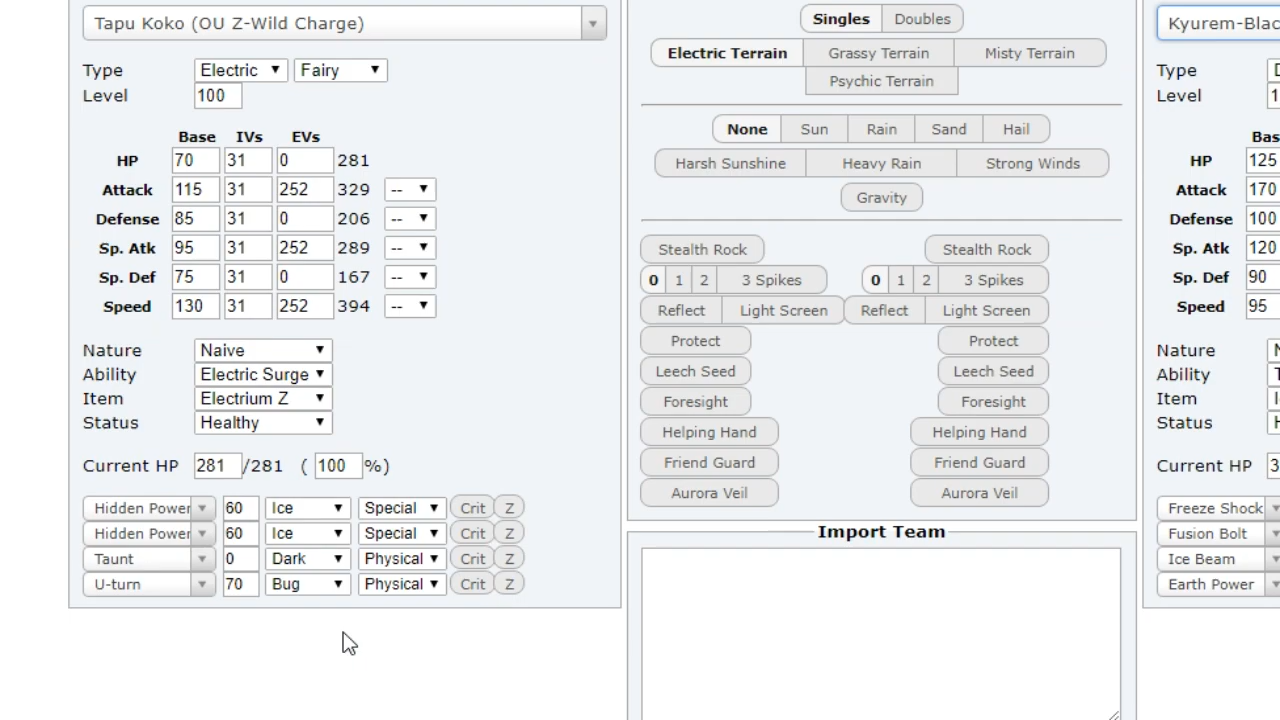 Tapu Koko (OU Z-Wild Charge)
Type Electric Fairy
Level 100
Base IVs EVs
HP 70 31 0 281
Attack 115 31 252 329 --
Defense 85 31 0 206 --
Sp. Atk 95 31 252 289 --
Sp. Def 75 31 0 167 --
Speed 130 31 252 394 --
Nature Naive
Ability Electric Surge
Item Electrium Z
Status Healthy
Current HP 281 /281 ( 100 %)
Hidden Power 60 Ice Special Crit Z
Hidden Power 60 Ice Special Crit Z
Taunt 0 Dark Physical Crit Z
U-turn 70 Bug Physical Crit Z
Singles Doubles
Electric Terrain Grassy Terrain Misty Terrain
Psychic Terrain
None Sun Rain Sand Hail
Harsh Sunshine Heavy Rain Strong Winds
Gravity
Stealth Rock Stealth Rock
0 1 2 3 Spikes 0 1 2 3 Spikes
Reflect Light Screen Reflect Light Screen
Protect Protect
Leech Seed Leech Seed
Foresight Foresight
Helping Hand Helping Hand
Friend Guard Friend Guard
Aurora Veil Aurora Veil
Import Team
Kyurem-Blac
Type
Level 1
Bas
HP 125
Attack 170
Defense 100
Sp. Atk 120
Sp. Def 90
Speed 95
Nature
Ability
Item
Status
Current HP 3
Freeze Shock
Fusion Bolt
Ice Beam
Earth Power